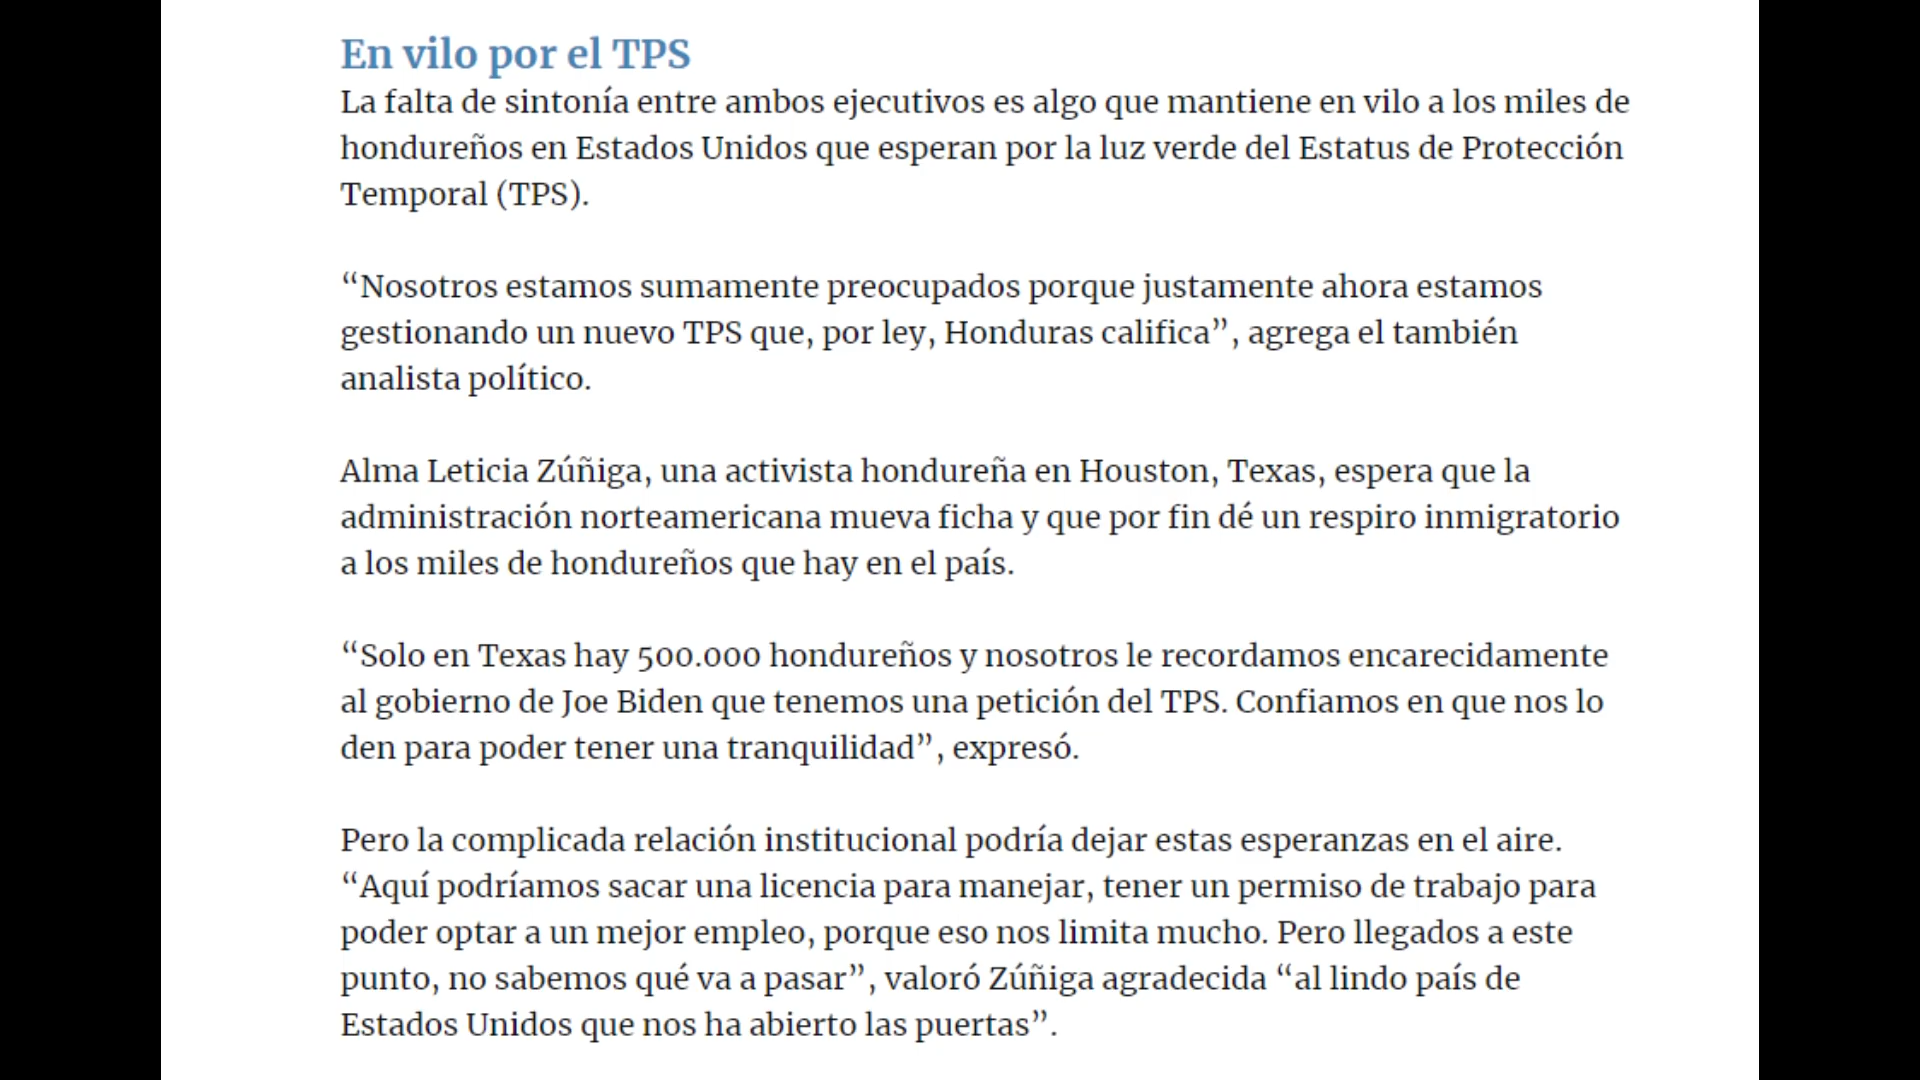 En vilo por el TPS
La falta de sintonía entre ambos ejecutivos es algo que mantiene en vilo a los miles de
hondureños en Estados Unidos que esperan por la luz verde del Estatus de Protección
Temporal (TPS).
“Nosotros estamos sumamente preocupados porque justamente ahora estamos
gestionando un nuevo TPS que, por ley, Honduras califica”, agrega el también
analista político.
Alma Leticia Zúñiga, una activista hondureña en Houston, Texas, espera que la
administración norteamericana mueva ficha y que por fin dé un respiro inmigratorio
a los miles de hondureños que hay en el país.
“Solo en Texas hay 500.000 hondureños y nosotros le recordamos encarecidamente
al gobierno de Joe Biden que tenemos una petición del TPS. Confiamos en que nos lo
den para poder tener una tranquilidad”, expresó.
Pero la complicada relación institucional podría dejar estas esperanzas en el aire.
“Aquí podríamos sacar una licencia para manejar, tener un permiso de trabajo para
poder optar a un mejor empleo, porque eso nos limita mucho. Pero llegados a este
punto, no sabemos qué va a pasar”, valoró Zúñiga agradecida “al lindo país de
Estados Unidos que nos ha abierto las puertas”.